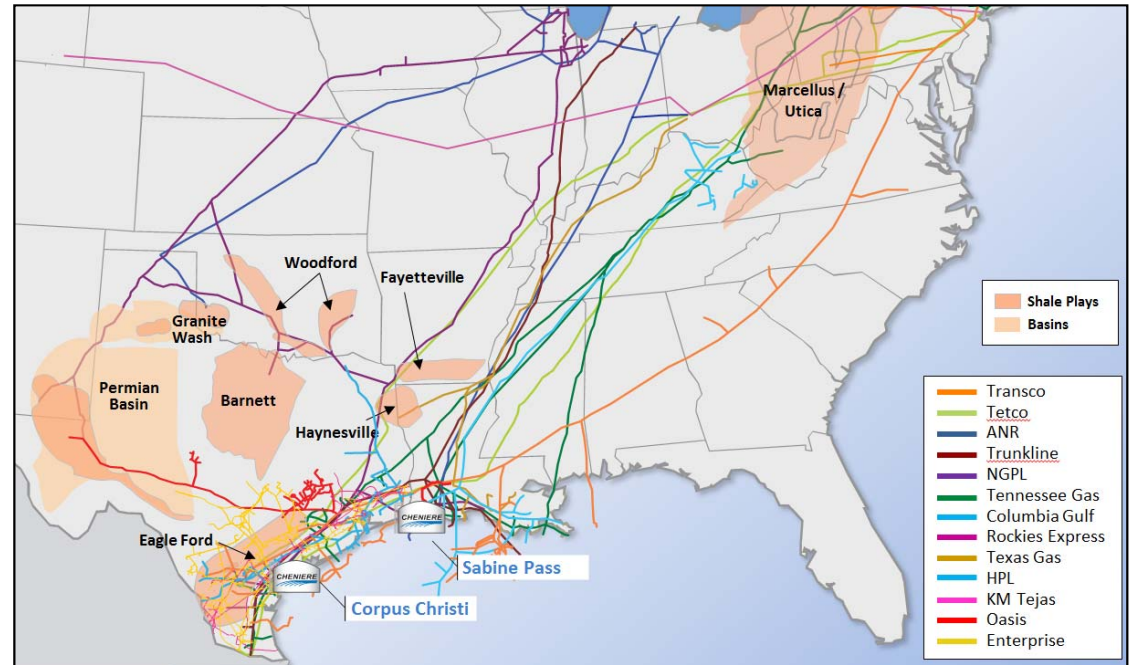 Marcellus /
Utica
Woodford
Fayetteville
Granite
Wash
Permian
Basin
Barnett
Haynesville
Eagle Ford
CHENIERE
Sabine Pass
CHENIERE
Corpus Christi
Shale Plays
Basins
Transco
Tetco
ANR
Trunkline
NGPL
Tennessee Gas
Columbia Gulf
Rockies Express
Texas Gas
HPL
KM Tejas
Oasis
Enterprise